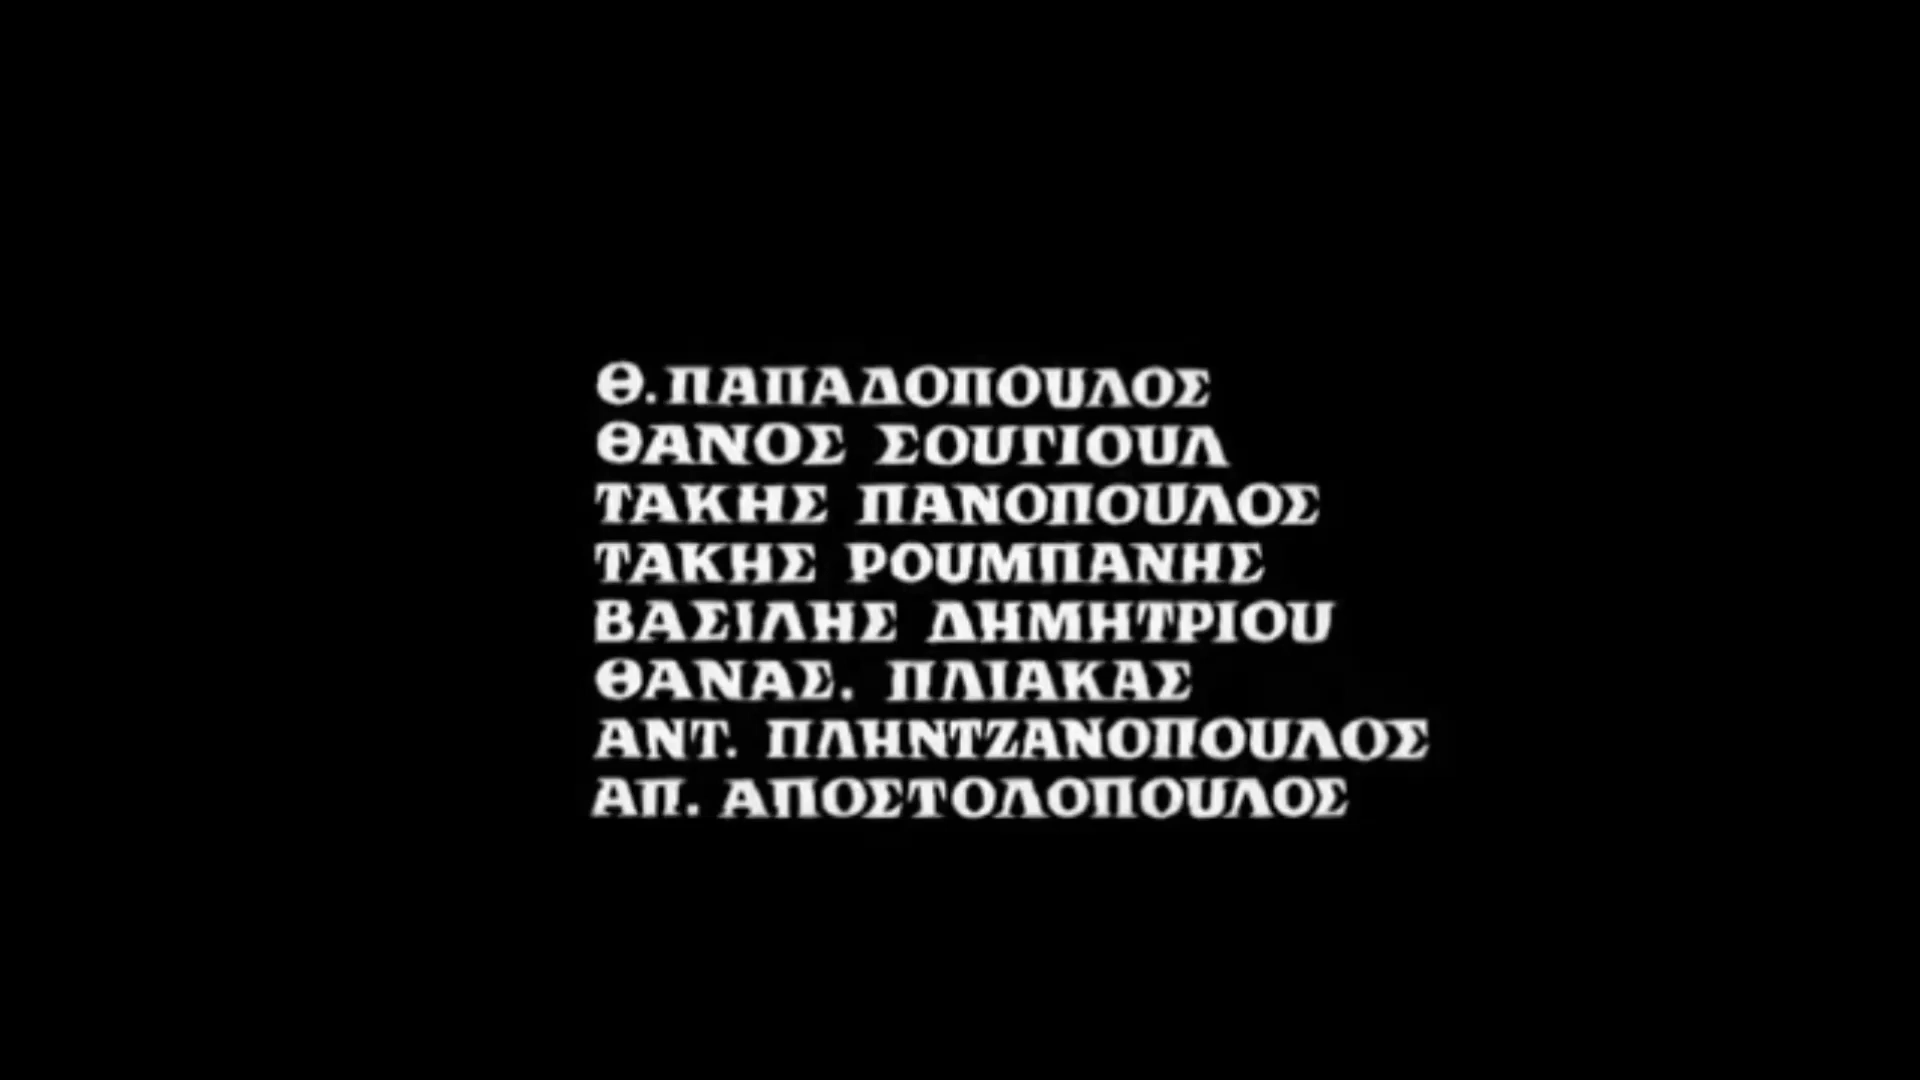 Θ. ΠΑΠΑΔΟΠΟΥΛΟΣ
ΘΑΝΟΣ ΣΟΥΓΙΟΥΛ
ΤΑΚΗΣ ΠΑΝΟΠΟΥΛΟΣ
ΤΑΚΗΣ ΡΟΥΜΠΑΝΗΣ
ΒΑΣΙΛΗΣ ΔΗΜΗΤΡΙΟΥ
ΘΑΝΑΣ. ΠΛΙΑΚΑΣ
ΑΝΤ. ΠΛΗΝΤΖΑΝΟΠΟΥΛΟΣ
ΑΠ. ΑΠΟΣΤΟΛΟΠΟΥΛΟΣ